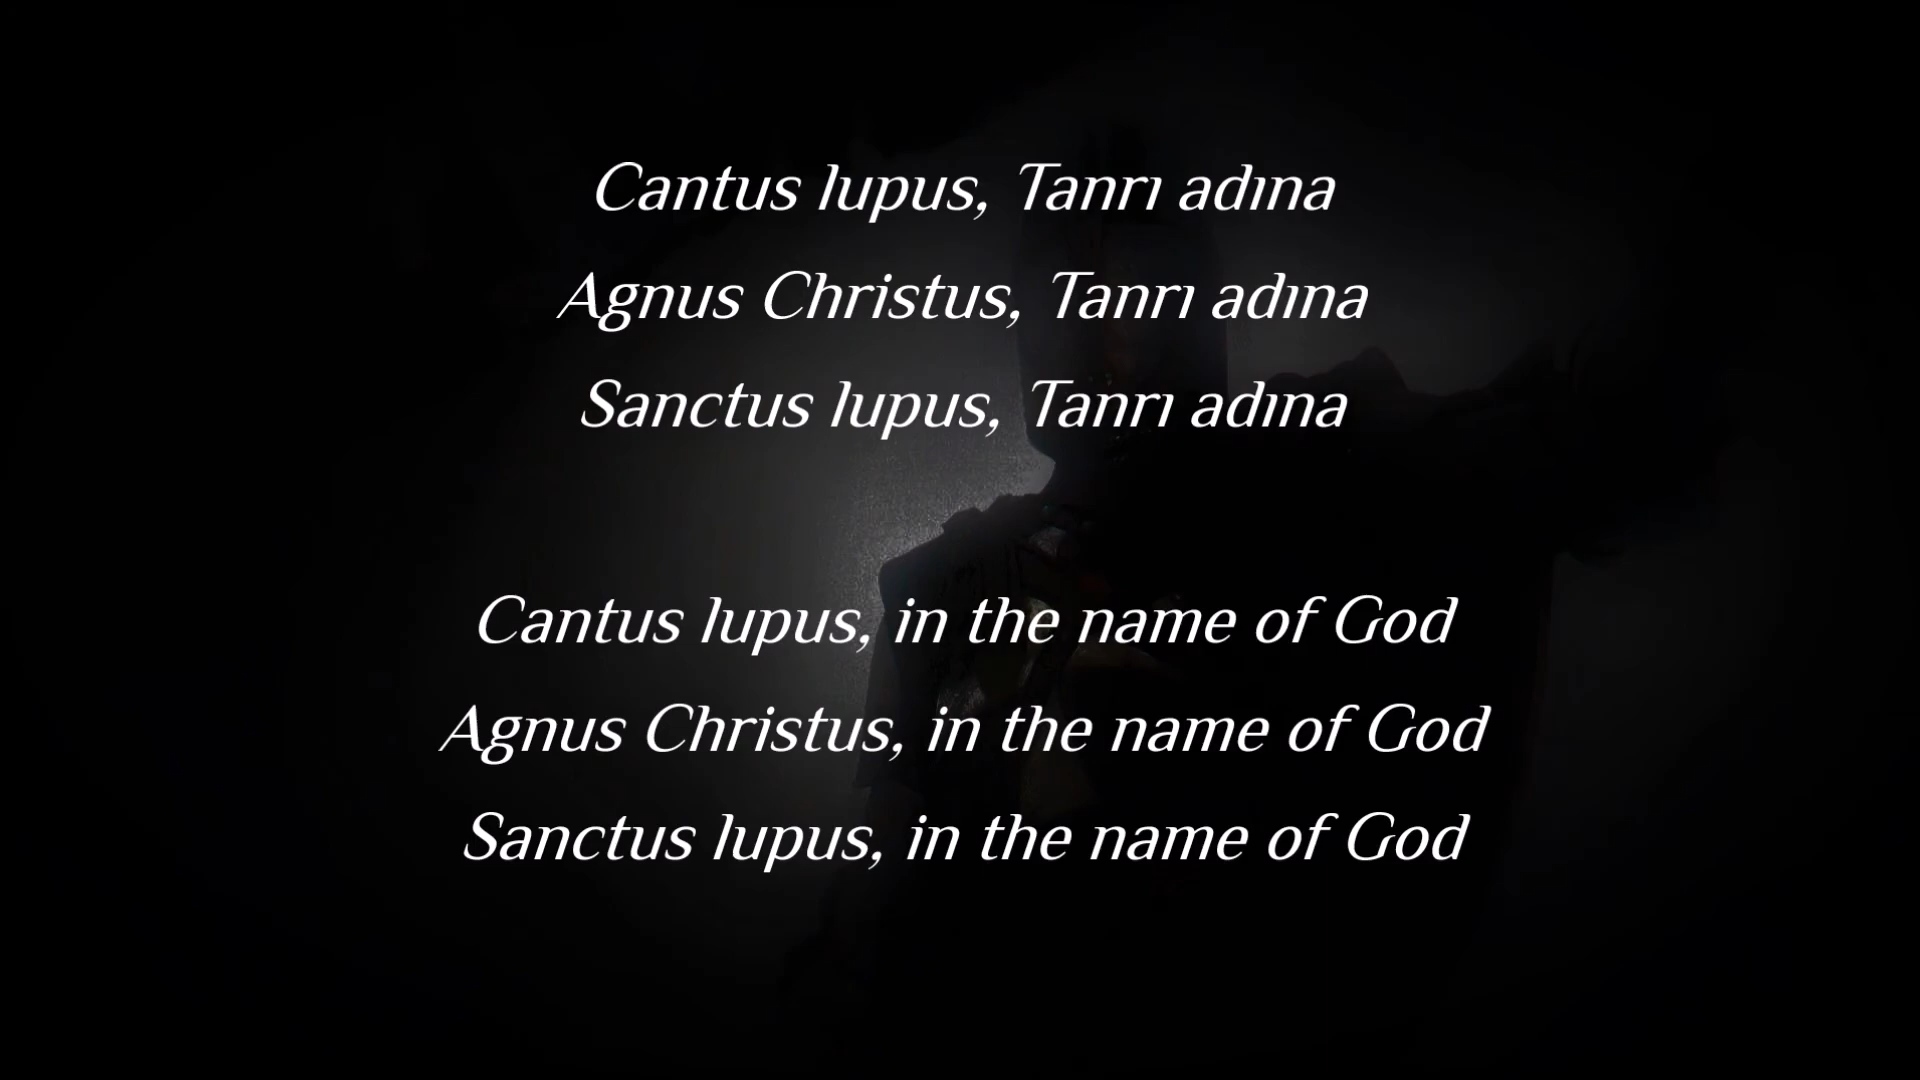 Cantus lupus, Tanrı adına
Agnus Christus, Tanrı adına
Sanctus lupus, Tanrı adına
Cantus lupus, in the name of God
Agnus Christus, in the name of God
Sanctus lupus, in the name of God